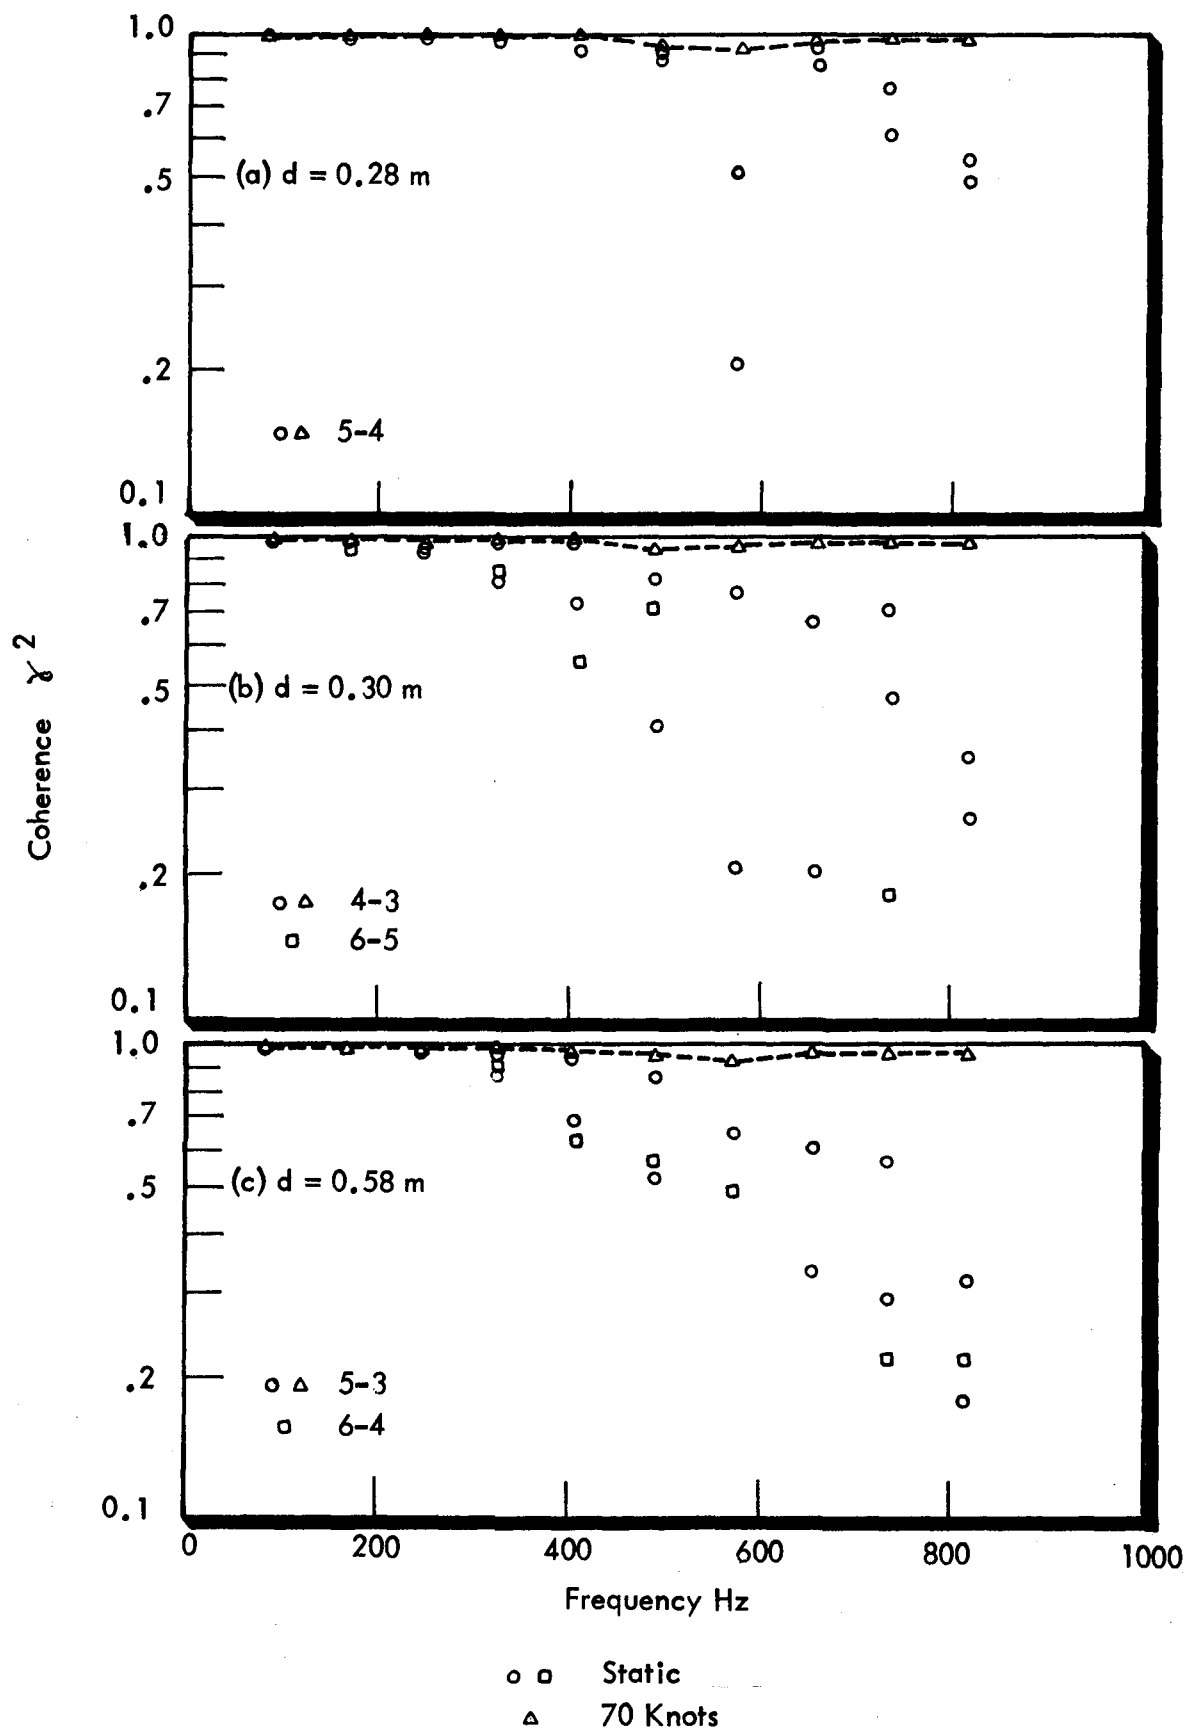 1.0
.7
(a) d = 0.28 m
.5
.2
5-4
0.1
1.0
.7
(b) d = 0.30 m
.5
.2
4-3
6-5
0.1
Coherence γ²
1.0
.7
(c) d = 0.58 m
.5
.2
5-3
6-4
0.1
0 200 400 600 800 1000
Frequency Hz
Static
70 Knots